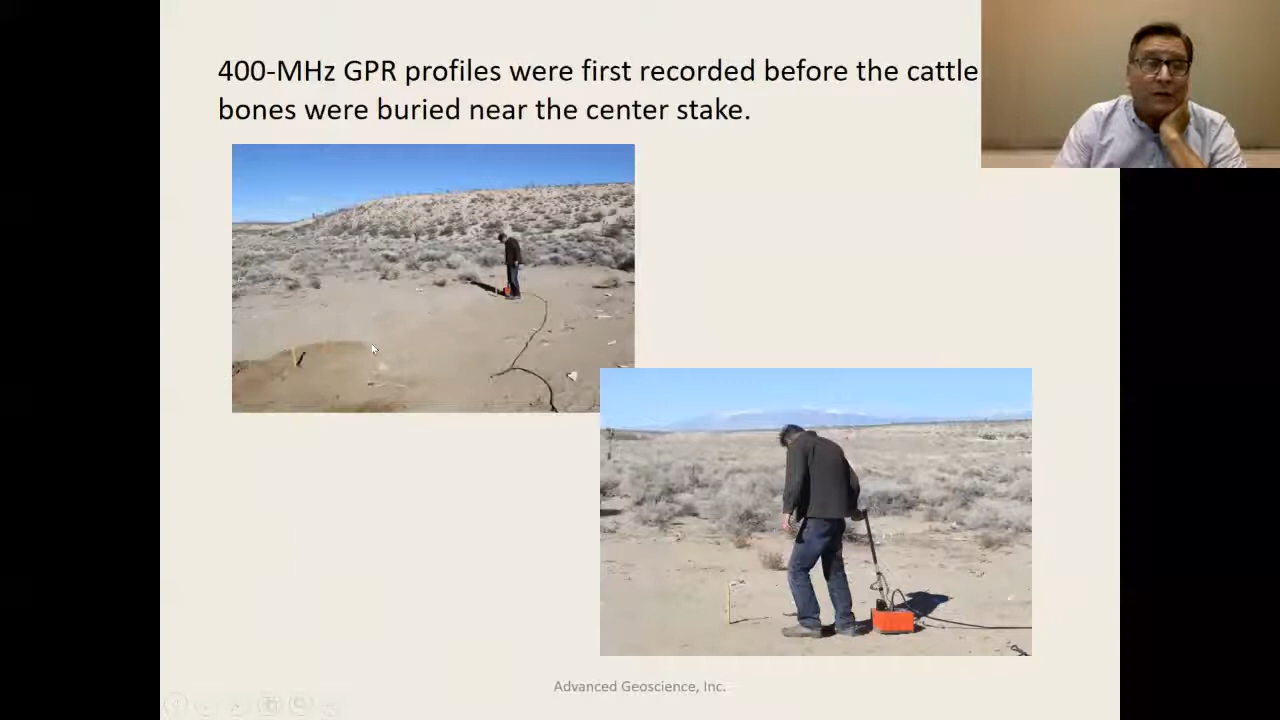 400-MHz GPR profiles were first recorded before the cattle
bones were buried near the center stake.
Advanced Geoscience, Inc.